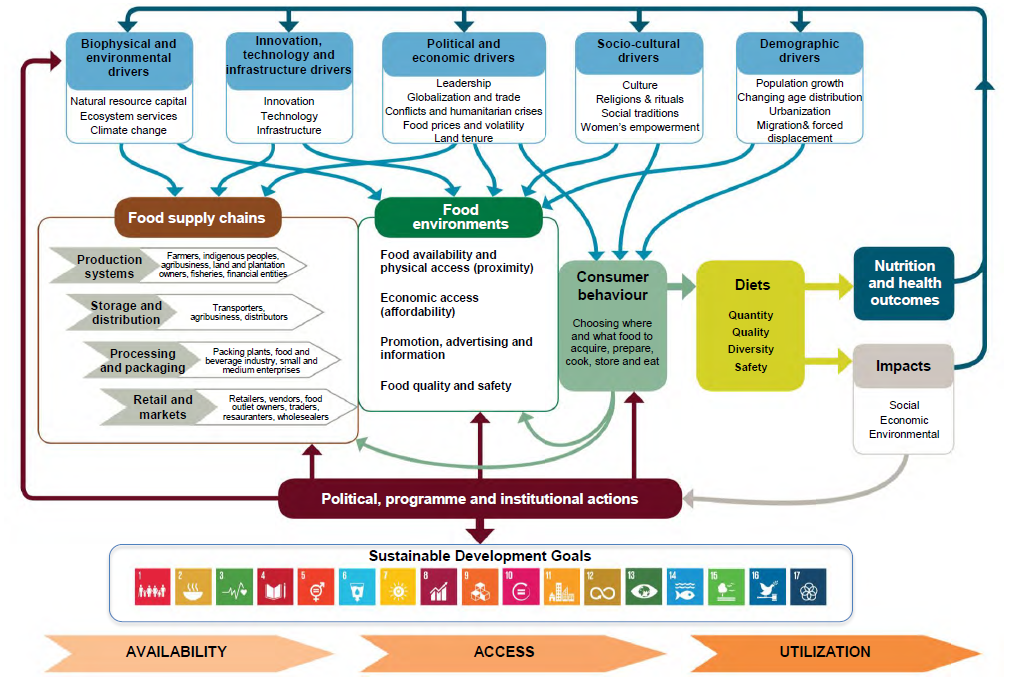 Biophysical and
environmental
drivers
Natural resource capital
Ecosystem services
Climate change
Innovation,
technology and
infrastructure drivers
Innovation
Technology
Infrastructure
Political and
economic drivers
Leadership
Globalization and trade
Conflicts and humanitarian crises
Food prices and volatility
Land tenure
Socio-cultural
drivers
Culture
Religions & rituals
Social traditions
Women's empowerment
Demographic
drivers
Population growth
Changing age distribution
Urbanization
Migration& forced
displacement
Food supply chains
Production
systems
Farmers, indigenous peoples,
agribusiness, land and plantation
owners, fisheries, financial entities
Storage and
distribution
Transporters,
agribusiness, distributors
Processing
and packaging
Packing plants, food and
beverage industry, small and
medium enterprises
Retail and
markets
Retailers, vendors, food
outlet owners, traders,
resauranters, wholesealers
Food
environments
Food availability and
physical access (proximity)
Economic access
(affordability)
Promotion, advertising and
information
Food quality and safety
Consumer
behaviour
Choosing where
and what food to
acquire, prepare,
cook, store and eat
Diets
Quantity
Quality
Diversity
Safety
Nutrition
and health
outcomes
Impacts
Social
Economic
Environmental
Political, programme and institutional actions
Sustainable Development Goals
1 2 3 4 5 6 7 8 9 10 11 12 13 14 15 16 17
AVAILABILITY
ACCESS
UTILIZATION